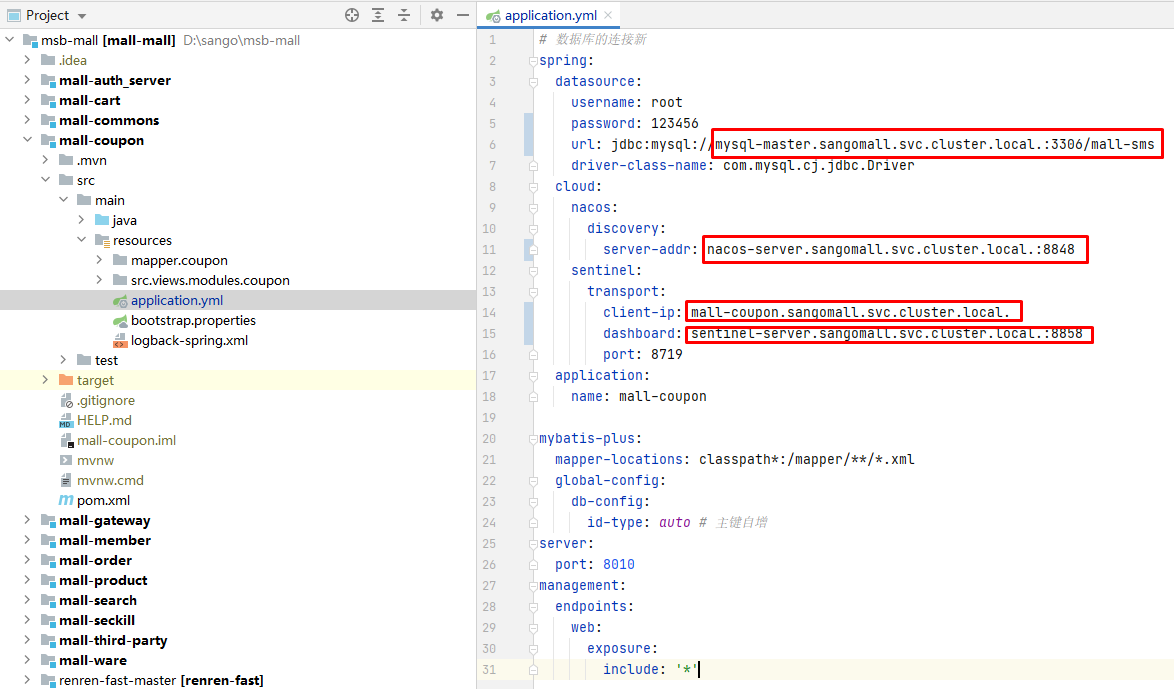 Project
msb-mall [mall-mall] D:\sango\msb-mall
.idea
mall-auth_server
mall-cart
mall-commons
mall-coupon
.mvn
src
main
java
resources
mapper.coupon
src.views.modules.coupon
application.yml
bootstrap.properties
logback-spring.xml
test
target
.gitignore
HELP.md
mall-coupon.iml
mvnw
mvnw.cmd
pom.xml
mall-gateway
mall-member
mall-order
mall-product
mall-search
mall-seckill
mall-third-party
mall-ware
renren-fast-master [renren-fast]
application.yml
1 # 数据库的连接新
2 spring:
3 datasource:
4 username: root
5 password: 123456
6 url: jdbc:mysql://mysql-master.sangomall.svc.cluster.local.:3306/mall-sms
7 driver-class-name: com.mysql.cj.jdbc.Driver
8 cloud:
9 nacos:
10 discovery:
11 server-addr: nacos-server.sangomall.svc.cluster.local.:8848
12 sentinel:
13 transport:
14 client-ip: mall-coupon.sangomall.svc.cluster.local.
15 dashboard: sentinel-server.sangomall.svc.cluster.local.:8858
16 port: 8719
17 application:
18 name: mall-coupon
19
20 mybatis-plus:
21 mapper-locations: classpath*:/mapper/**/*.xml
22 global-config:
23 db-config:
24 id-type: auto # 主键自增
25 server:
26 port: 8010
27 management:
28 endpoints:
29 web:
30 exposure:
31 include: '*'